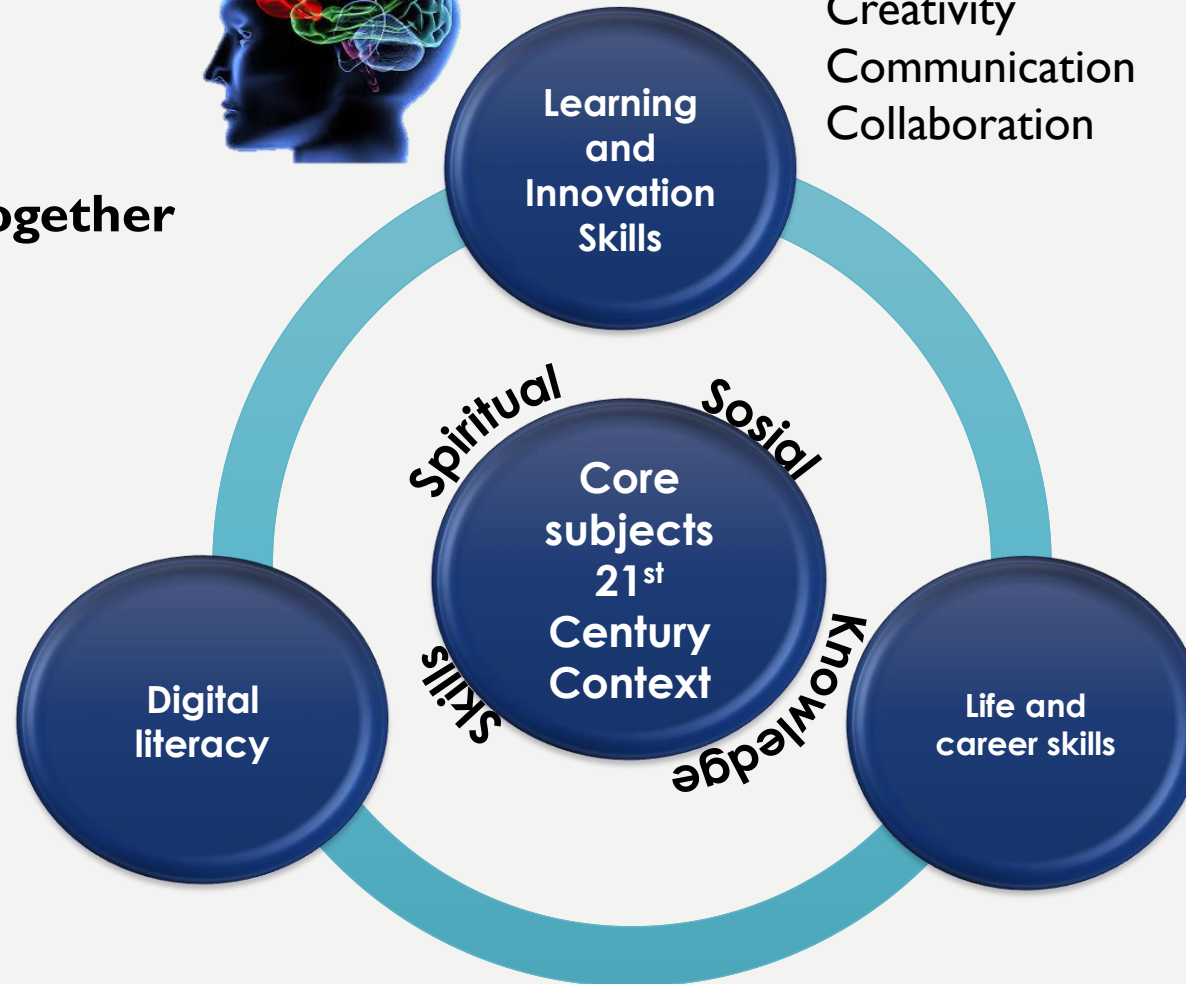 Creativity
Communication
Collaboration
ogether
Learning
and
Innovation
Skills
Spiritual
Sosial
Core
subjects
21st
Century
Context
Skills
Knowledge
Digital
literacy
Life and
career skills